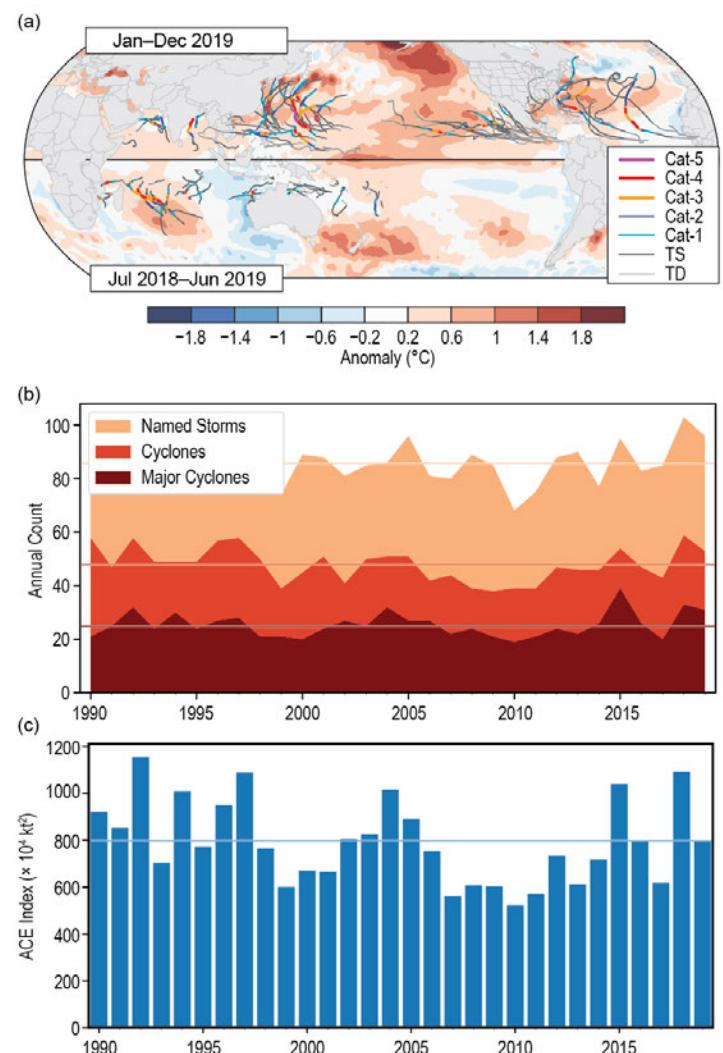 (a)
Jan–Dec 2019
Cat-5
Cat-4
Cat-3
Cat-2
Cat-1
TS
TD
Jul 2018–Jun 2019
−1.8 −1.4 −1 −0.6 −0.2 0.2 0.6 1 1.4 1.8
Anomaly (°C)
(b)
Named Storms
Cyclones
Major Cyclones
Annual Count
100
80
60
40
20
0
1990 1995 2000 2005 2010 2015
(c)
ACE Index (× 10⁴ kt²)
1200
1000
800
600
400
200
0
1990 1995 2000 2005 2010 2015